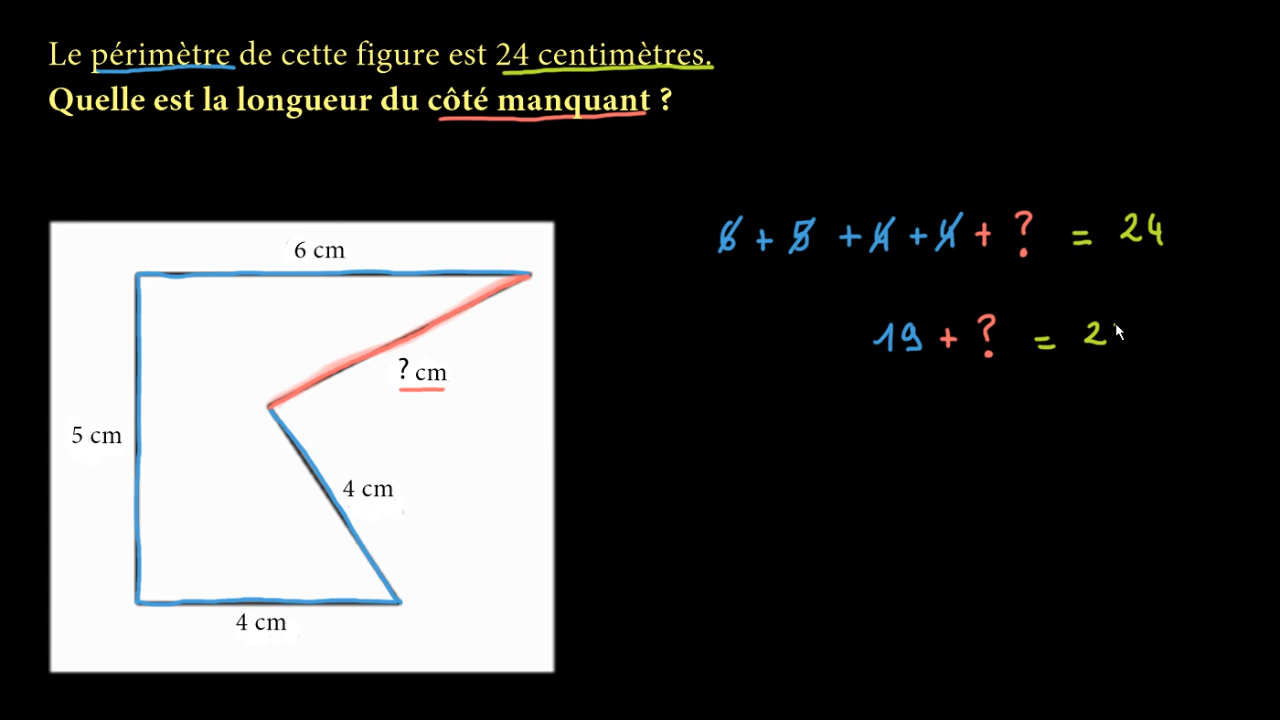 Le périmètre de cette figure est 24 centimètres.
Quelle est la longueur du côté manquant ?
6 + 5 + 4 + 4 + ? = 24
6 cm
19 + ? = 2
? cm
5 cm
4 cm
4 cm